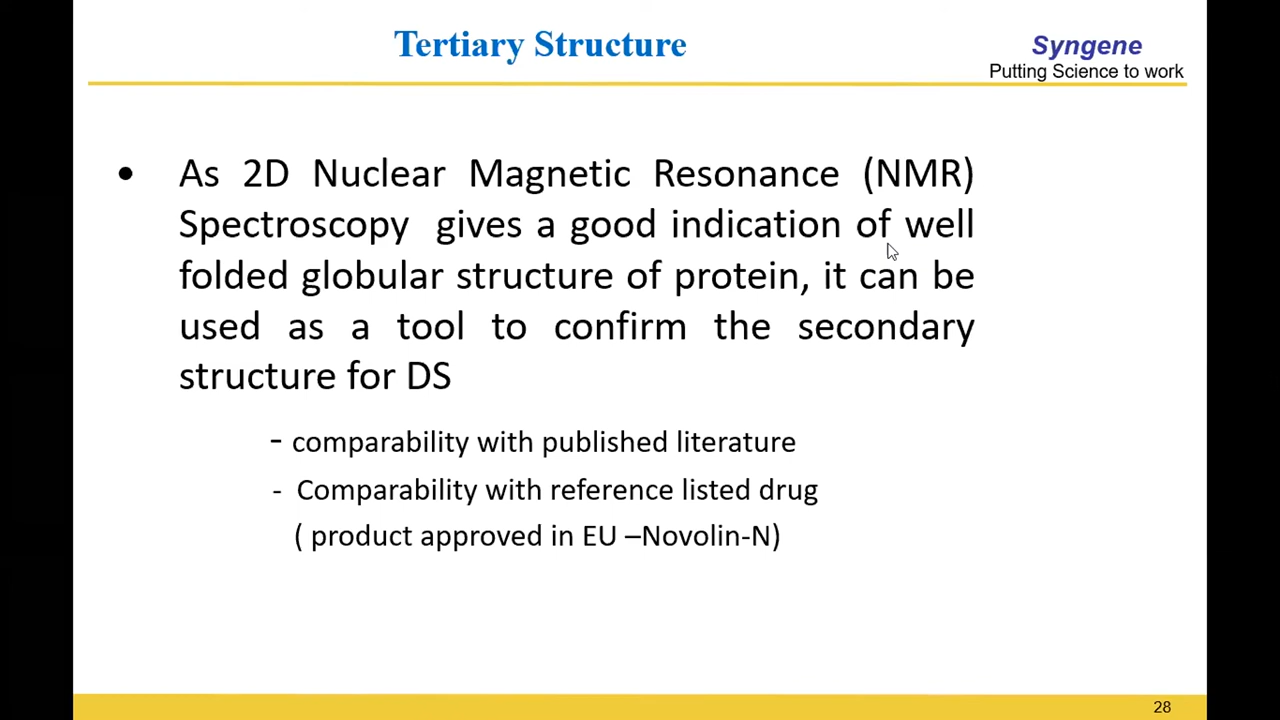 Tertiary Structure
Syngene
Putting Science to work
• As 2D Nuclear Magnetic Resonance (NMR)
Spectroscopy gives a good indication of well
folded globular structure of protein, it can be
used as a tool to confirm the secondary
structure for DS
- comparability with published literature
- Comparability with reference listed drug
( product approved in EU –Novolin-N)
28